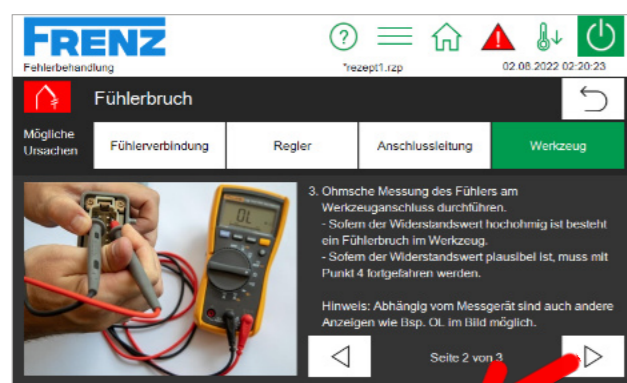 FRENZ
Fehlerbehandlung
*rezept1.rzp
02.08.2022 02:20:23
Fühlerbruch
Mögliche
Ursachen
Fühlerverbindung
Regler
Anschlussleitung
Werkzeug
3. Ohmsche Messung des Fühlers am
Werkzeuganschluss durchführen.
- Sofern der Widerstandswert hochohmig ist besteht
ein Fühlerbruch im Werkzeug.
- Sofern der Widerstandswert plausibel ist, muss mit
Punkt 4 fortgefahren werden.
Hinweis: Abhängig vom Messgerät sind auch andere
Anzeigen wie Bsp. OL im Bild möglich.
OL
Seite 2 von 3